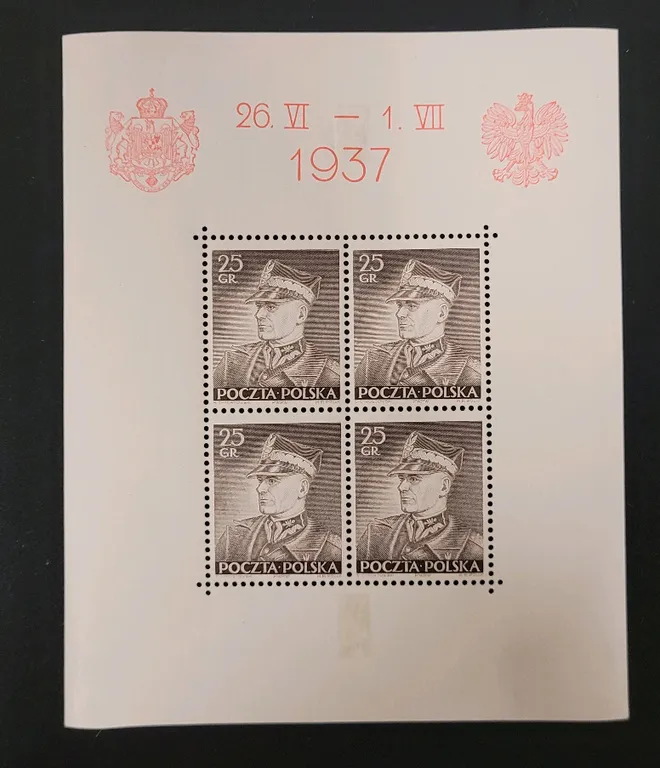 26. VI — 1. VII
1937
25
GR.
POCZTA·POLSKA
25
GR.
POCZTA·POLSKA
25
GR.
POCZTA·POLSKA
25
GR.
POCZTA·POLSKA